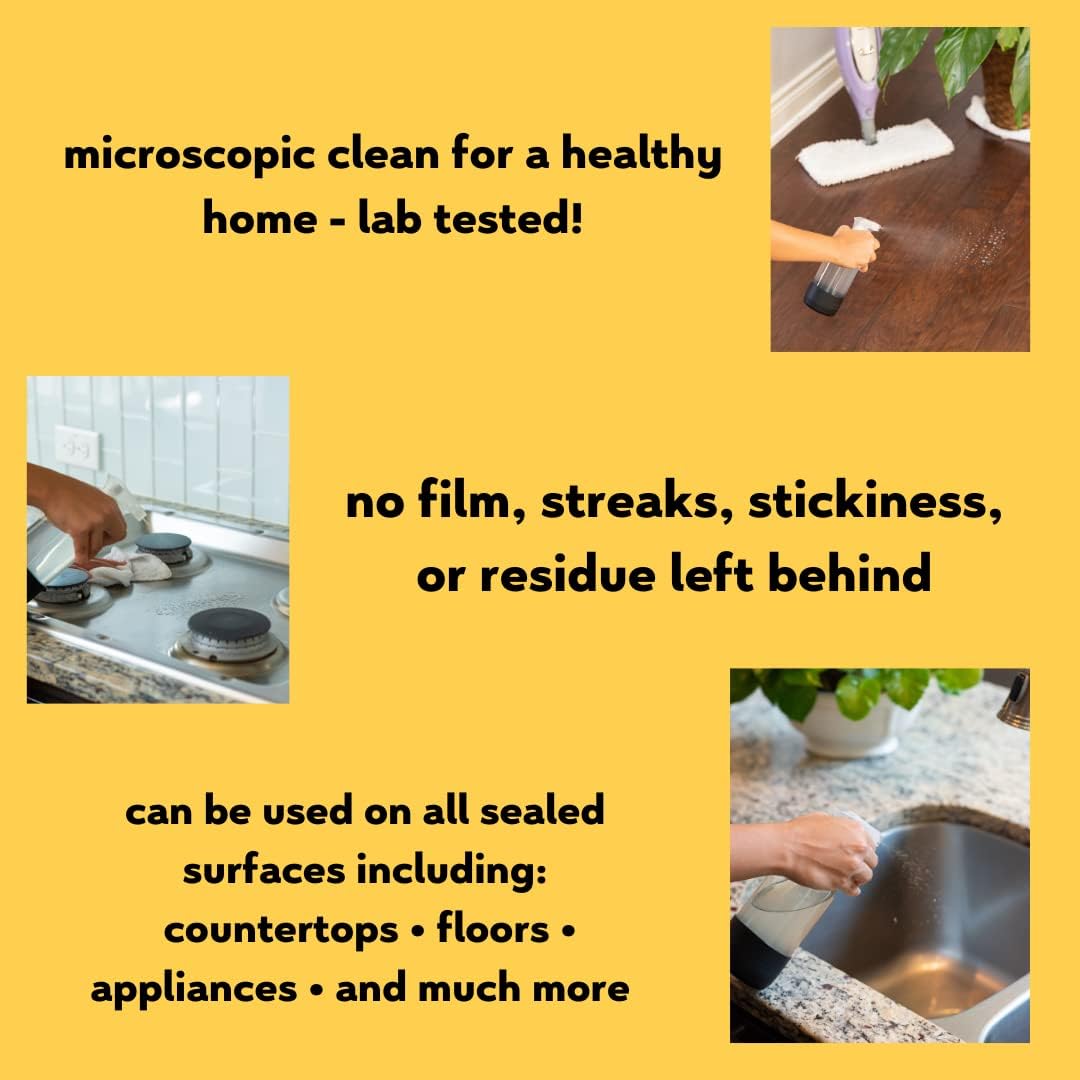 microscopic clean for a healthy
home - lab tested!
no film, streaks, stickiness,
or residue left behind
can be used on all sealed
surfaces including:
countertops • floors •
appliances • and much more